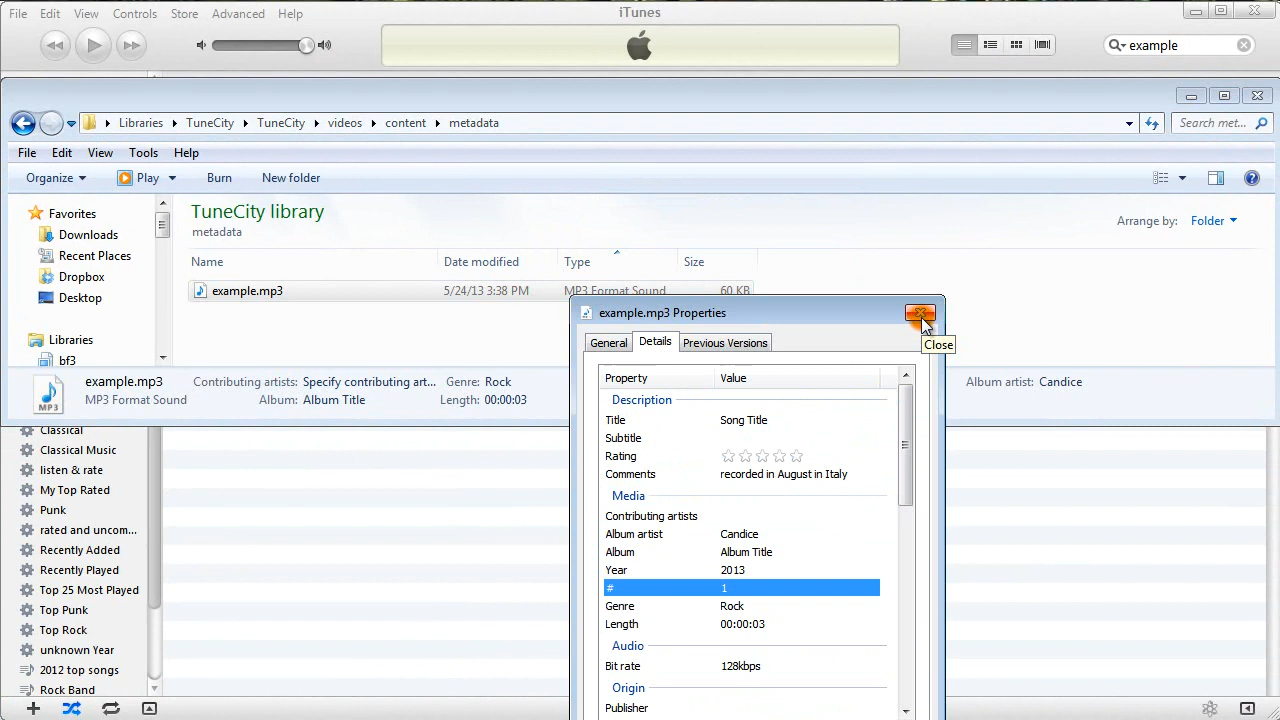 File Edit View Controls Store Advanced Help
iTunes
example
Libraries TuneCity TuneCity videos content metadata
Search met...
File Edit View Tools Help
Organize Play Burn New folder
Favorites
Downloads
Recent Places
Dropbox
Desktop
Libraries
bf3
TuneCity library
metadata
Arrange by: Folder
Name Date modified Type Size
example.mp3 5/24/13 3:38 PM MP3 Format Sound 60 KB
example.mp3
MP3 Format Sound
Contributing artists: Specify contributing art...
Album: Album Title
Genre: Rock
Length: 00:00:03
Album artist: Candice
example.mp3 Properties
Close
General Details Previous Versions
Property Value
Description
Title Song Title
Subtitle
Rating
Comments recorded in August in Italy
Media
Contributing artists
Album artist Candice
Album Album Title
Year 2013
# 1
Genre Rock
Length 00:00:03
Audio
Bit rate 128kbps
Origin
Publisher
Classical
Classical Music
listen & rate
My Top Rated
Punk
rated and uncom...
Recently Added
Recently Played
Top 25 Most Played
Top Punk
Top Rock
unknown Year
2012 top songs
Rock Band